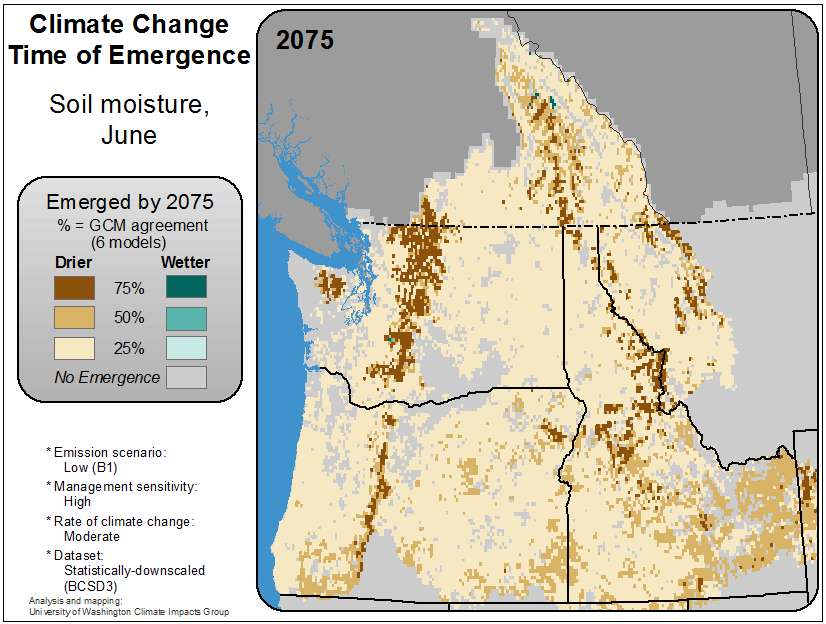 Climate Change
Time of Emergence
Soil moisture,
June
Emerged by 2075
% = GCM agreement
(6 models)
Drier Wetter
75%
50%
25%
No Emergence
* Emission scenario:
Low (B1)
* Management sensitivity:
High
* Rate of climate change:
Moderate
* Dataset:
Statistically-downscaled
(BCSD3)
Analysis and mapping:
University of Washington Climate Impacts Group
2075